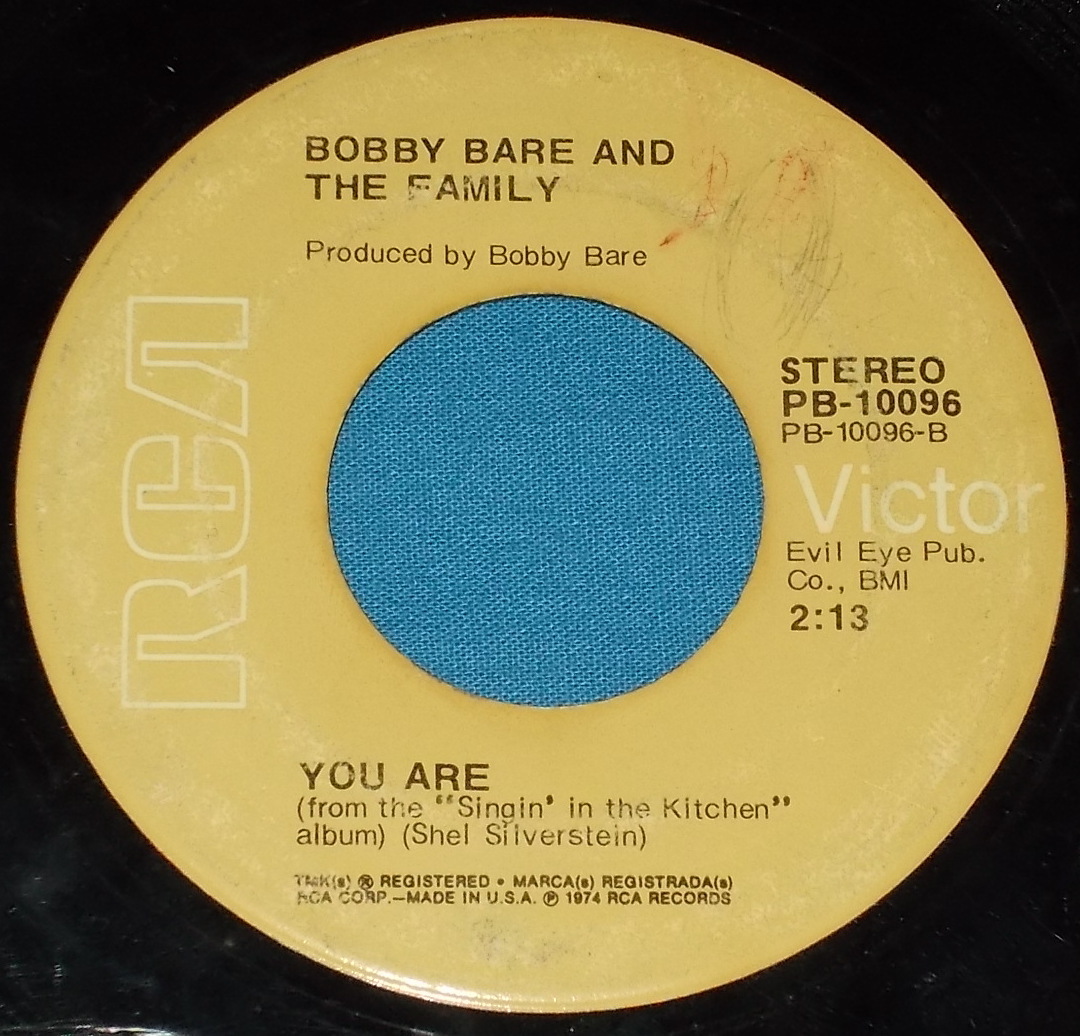 BOBBY BARE AND
THE FAMILY
Produced by Bobby Bare
RCA
STEREO
PB-10096
PB-10096-B
Victor
Evil Eye Pub.
Co., BMI
2:13
YOU ARE
(from the "Singin' in the Kitchen"
album) (Shel Silverstein)
TMK(s) ® REGISTERED • MARCA(s) REGISTRADA(s)
RCA CORP.—MADE IN U.S.A. ℗ 1974 RCA RECORDS